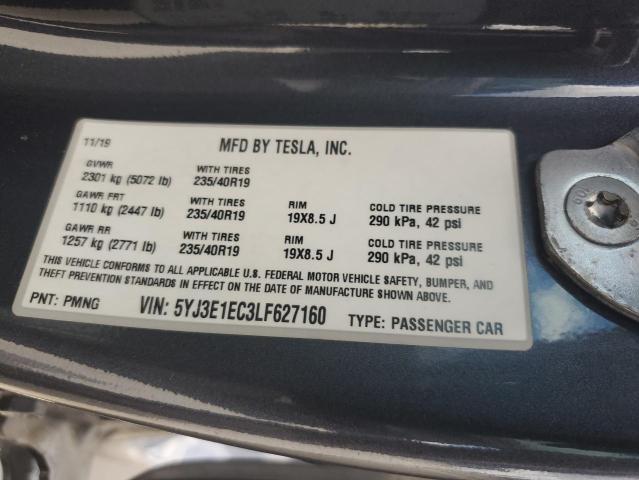 11/19 MFD BY TESLA, INC.
GVWR WITH TIRES
2301 kg (5072 lb) 235/40R19
GAWR FRT WITH TIRES RIM COLD TIRE PRESSURE
1110 kg (2447 lb) 235/40R19 19X8.5 J 290 kPa, 42 psi
GAWR RR WITH TIRES RIM COLD TIRE PRESSURE
1257 kg (2771 lb) 235/40R19 19X8.5 J 290 kPa, 42 psi
THIS VEHICLE CONFORMS TO ALL APPLICABLE U.S. FEDERAL MOTOR VEHICLE SAFETY, BUMPER, AND
THEFT PREVENTION STANDARDS IN EFFECT ON THE DATE OF MANUFACTURE SHOWN ABOVE.
PNT: PMNG VIN: 5YJ3E1EC3LF627160 TYPE: PASSENGER CAR